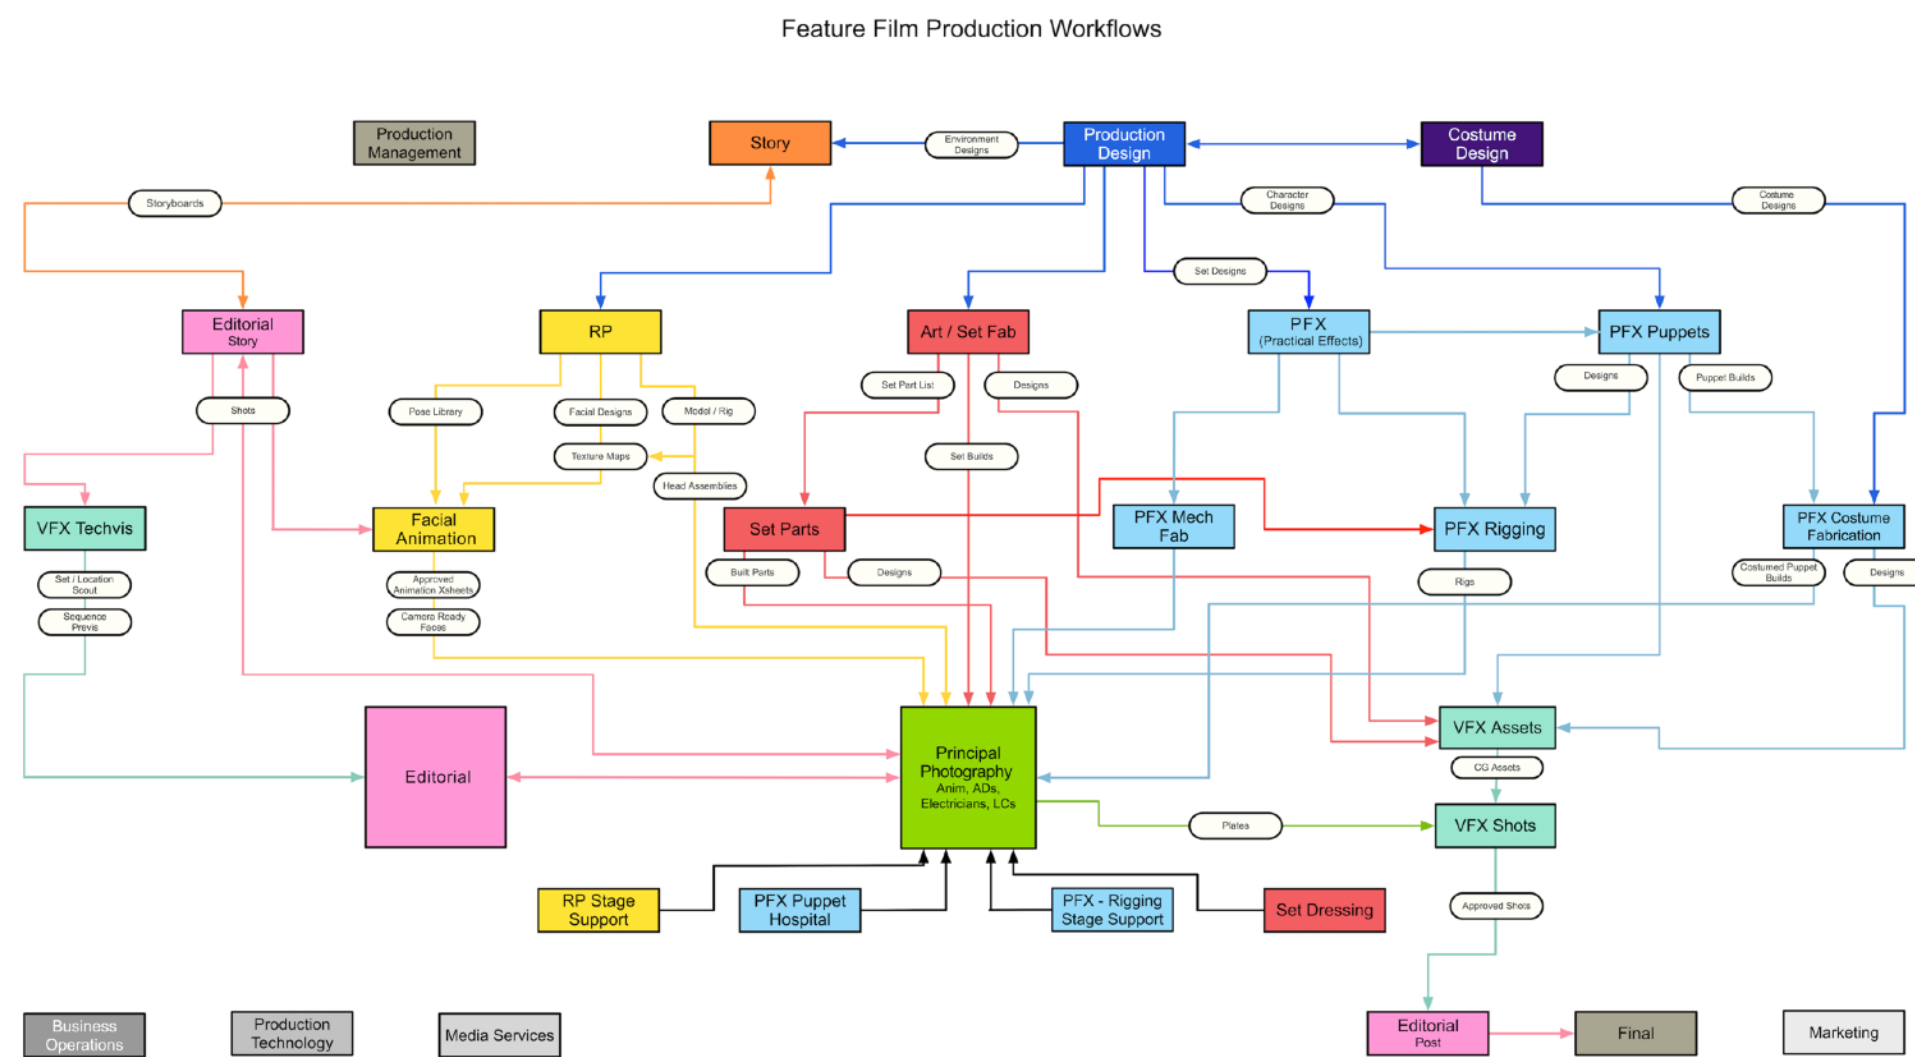 Feature Film Production Workflows
Production
Management
Story
Environment
Designs
Production
Design
Costume
Design
Storyboards
Character
Designs
Costume
Designs
Set Designs
Editorial
Story
RP
Art / Set Fab
PFX
(Practical Effects)
PFX Puppets
Shots
Pose Library
Facial Designs
Model / Rig
Set Part List
Designs
Designs
Puppet Builds
Texture Maps
Set Builds
Head Assemblies
VFX Techvis
Facial
Animation
Set Parts
PFX Mech
Fab
PFX Rigging
PFX Costume
Fabrication
Set / Location
Scout
Approved
Animation Xsheets
Built Parts
Designs
Rigs
Costumed Puppet
Builds
Designs
Sequence
Previs
Camera Ready
Faces
Editorial
Principal
Photography
Anim, ADs,
Electricians, LCs
VFX Assets
CG Assets
Plates
VFX Shots
RP Stage
Support
PFX Puppet
Hospital
PFX - Rigging
Stage Support
Set Dressing
Approved Shots
Business
Operations
Production
Technology
Media Services
Editorial
Post
Final
Marketing